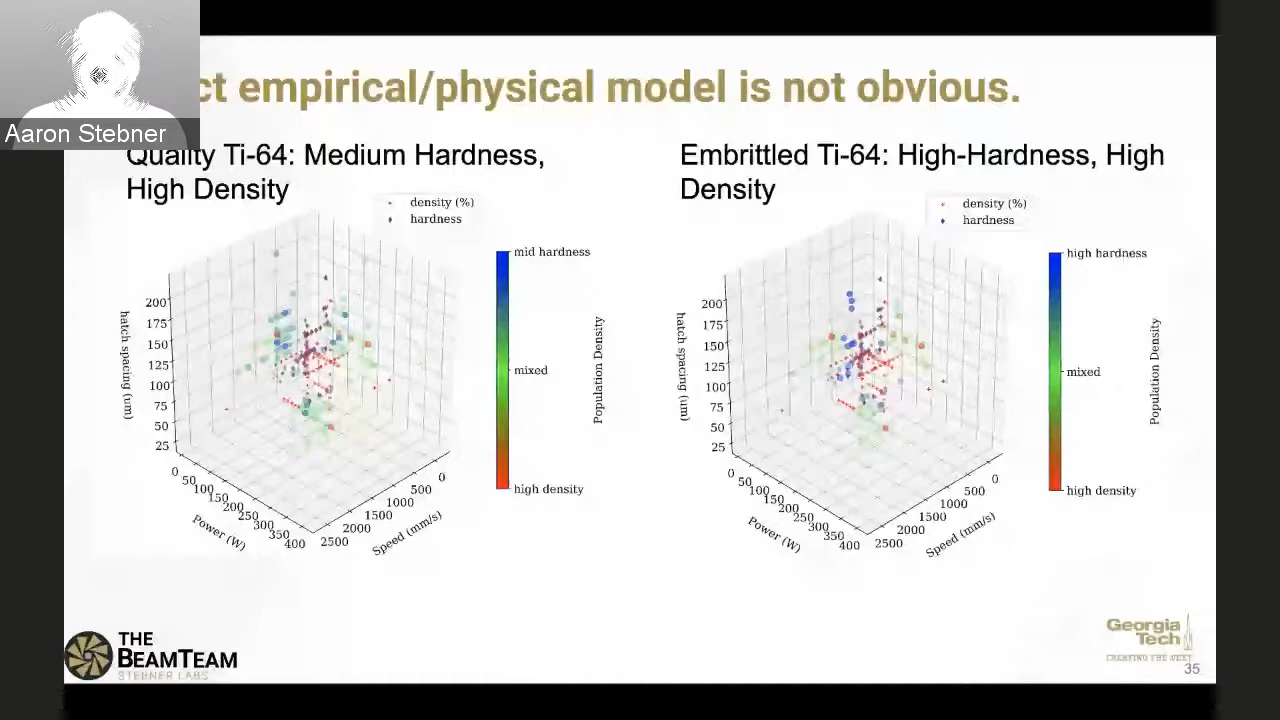 ct empirical/physical model is not obvious.
Aaron Stebner
Quality Ti-64: Medium Hardness,
High Density
density (%)
hardness
mid hardness
mixed
high density
Population Density
hatch spacing (um)
200
175
150
125
100
75
50
25
0
50
100
150
200
250
300
350
400
Power (W)
0
500
1000
1500
2000
2500
Speed (mm/s)
Embrittled Ti-64: High-Hardness, High
Density
density (%)
hardness
high hardness
mixed
high density
Population Density
hatch spacing (um)
200
175
150
125
100
75
50
25
0
50
100
150
200
250
300
350
400
Power (W)
0
500
1000
1500
2000
2500
Speed (mm/s)
THE
BEAMTEAM
STEBNER LABS
Georgia
Tech
CREATING THE NEXT
35